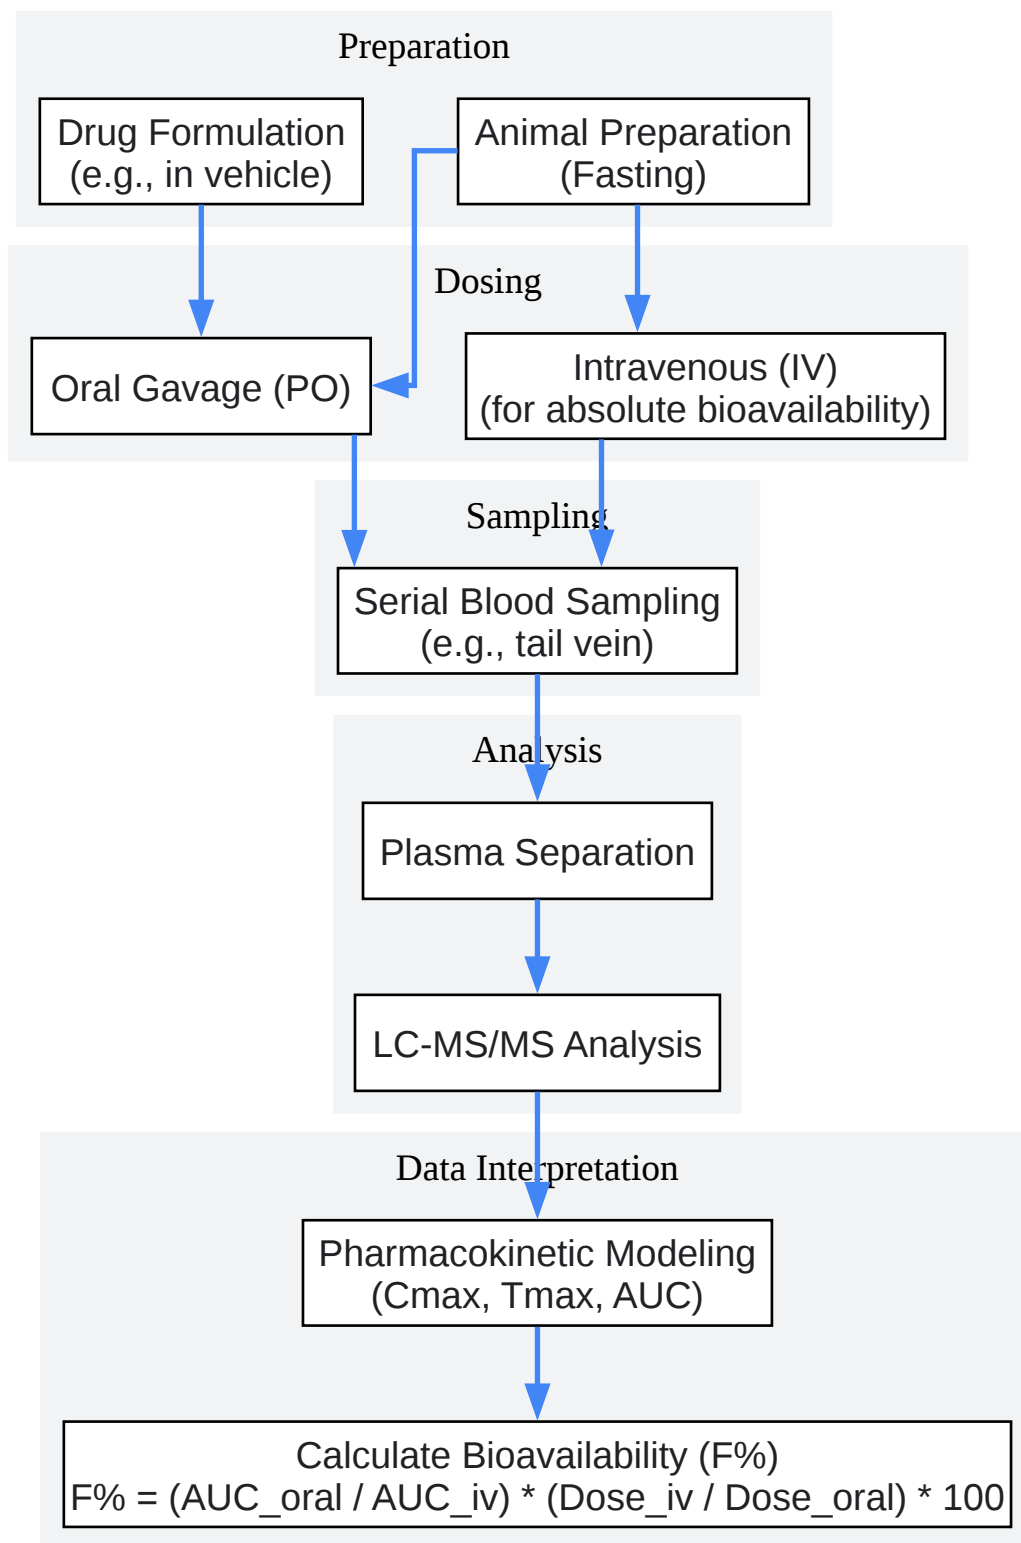 Preparation
Drug Formulation
(e.g., in vehicle)
Animal Preparation
(Fasting)
Dosing
Oral Gavage (PO)
Intravenous (IV)
(for absolute bioavailability)
Sampling
Serial Blood Sampling
(e.g., tail vein)
Analysis
Plasma Separation
LC-MS/MS Analysis
Data Interpretation
Pharmacokinetic Modeling
(Cmax, Tmax, AUC)
Calculate Bioavailability (F%)
F% = (AUC_oral / AUC_iv) * (Dose_iv / Dose_oral) * 100